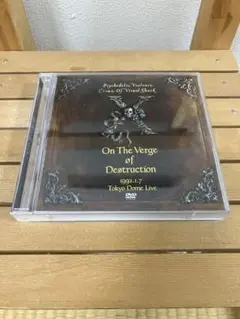 Psychedelic Violence
Crime Of Visual Shock
On The Verge
of
Destruction
1992.1.7
Tokyo Dome Live
DVD